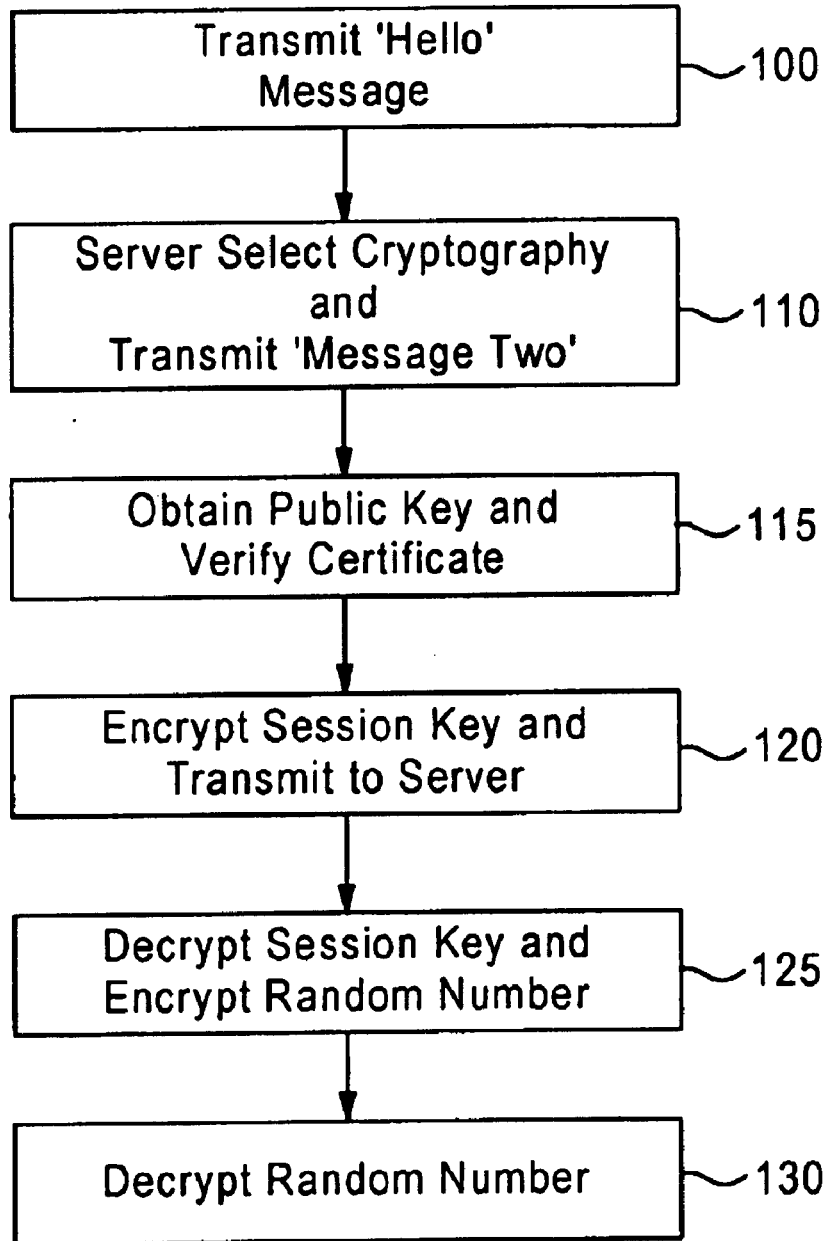 Transmit 'Hello'
Message
100
Server Select Cryptography
and
Transmit 'Message Two'
110
Obtain Public Key and
Verify Certificate
115
Encrypt Session Key and
Transmit to Server
120
Decrypt Session Key and
Encrypt Random Number
125
Decrypt Random Number
130